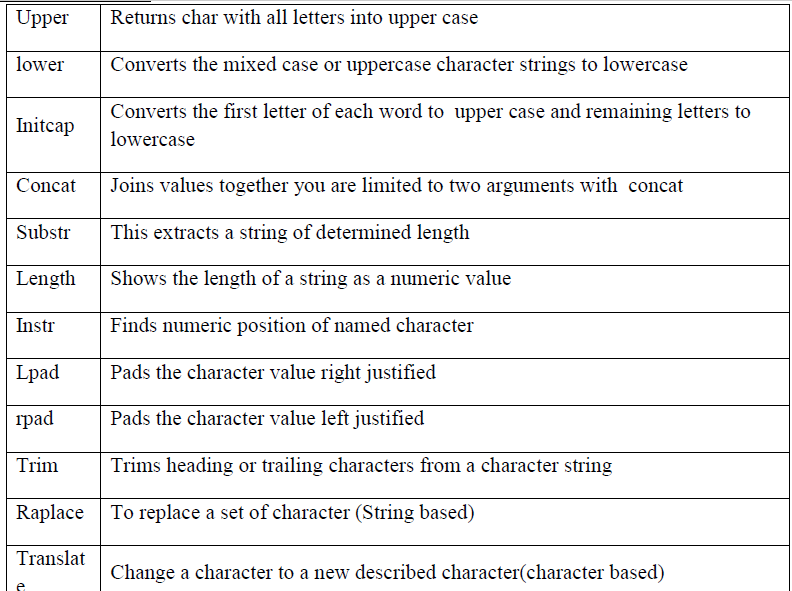 Upper Returns char with all letters into upper case
lower Converts the mixed case or uppercase character strings to lowercase
Initcap Converts the first letter of each word to upper case and remaining letters to
lowercase
Concat Joins values together you are limited to two arguments with concat
Substr This extracts a string of determined length
Length Shows the length of a string as a numeric value
Instr Finds numeric position of named character
Lpad Pads the character value right justified
rpad Pads the character value left justified
Trim Trims heading or trailing characters from a character string
Raplace To replace a set of character (String based)
Translat
e Change a character to a new described character(character based)